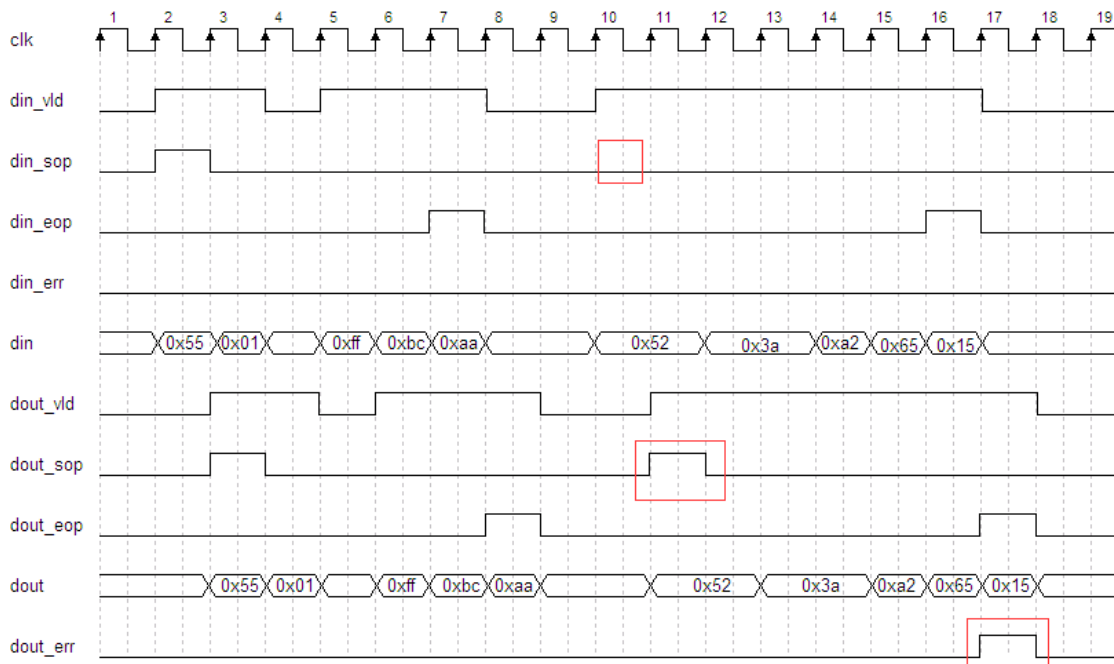 1 2 3 4 5 6 7 8 9 10 11 12 13 14 15 16 17 18 19
clk
din_vld
din_sop
din_eop
din_err
din 0x55 0x01 0xff 0xbc 0xaa 0x52 0x3a 0xa2 0x65 0x15
dout_vld
dout_sop
dout_eop
dout 0x55 0x01 0xff 0xbc 0xaa 0x52 0x3a 0xa2 0x65 0x15
dout_err